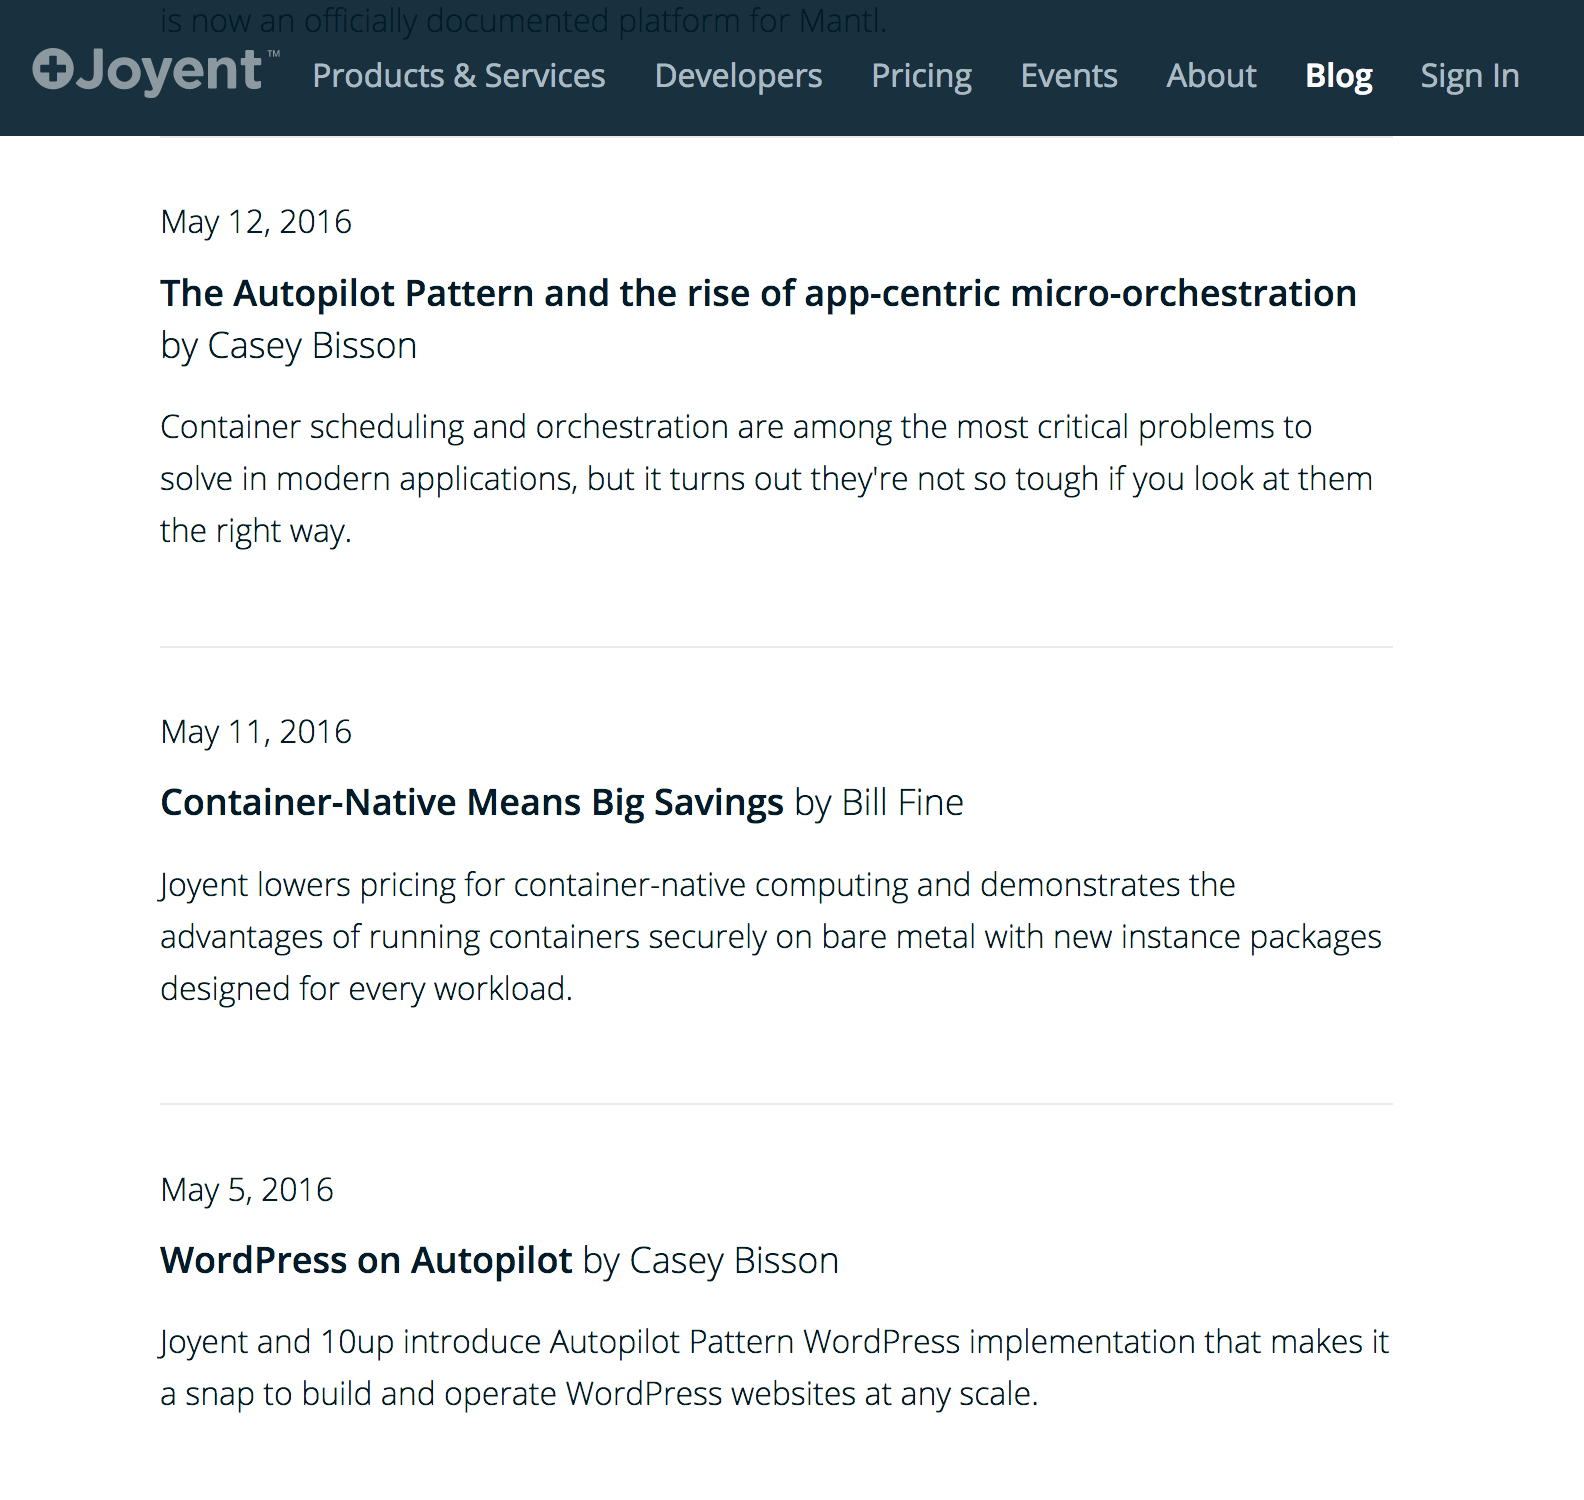 is now an officially documented platform for Mantl.
Joyent™ Products & Services Developers Pricing Events About Blog Sign In
May 12, 2016
The Autopilot Pattern and the rise of app-centric micro-orchestration
by Casey Bisson
Container scheduling and orchestration are among the most critical problems to
solve in modern applications, but it turns out they're not so tough if you look at them
the right way.
May 11, 2016
Container-Native Means Big Savings by Bill Fine
Joyent lowers pricing for container-native computing and demonstrates the
advantages of running containers securely on bare metal with new instance packages
designed for every workload.
May 5, 2016
WordPress on Autopilot by Casey Bisson
Joyent and 10up introduce Autopilot Pattern WordPress implementation that makes it
a snap to build and operate WordPress websites at any scale.